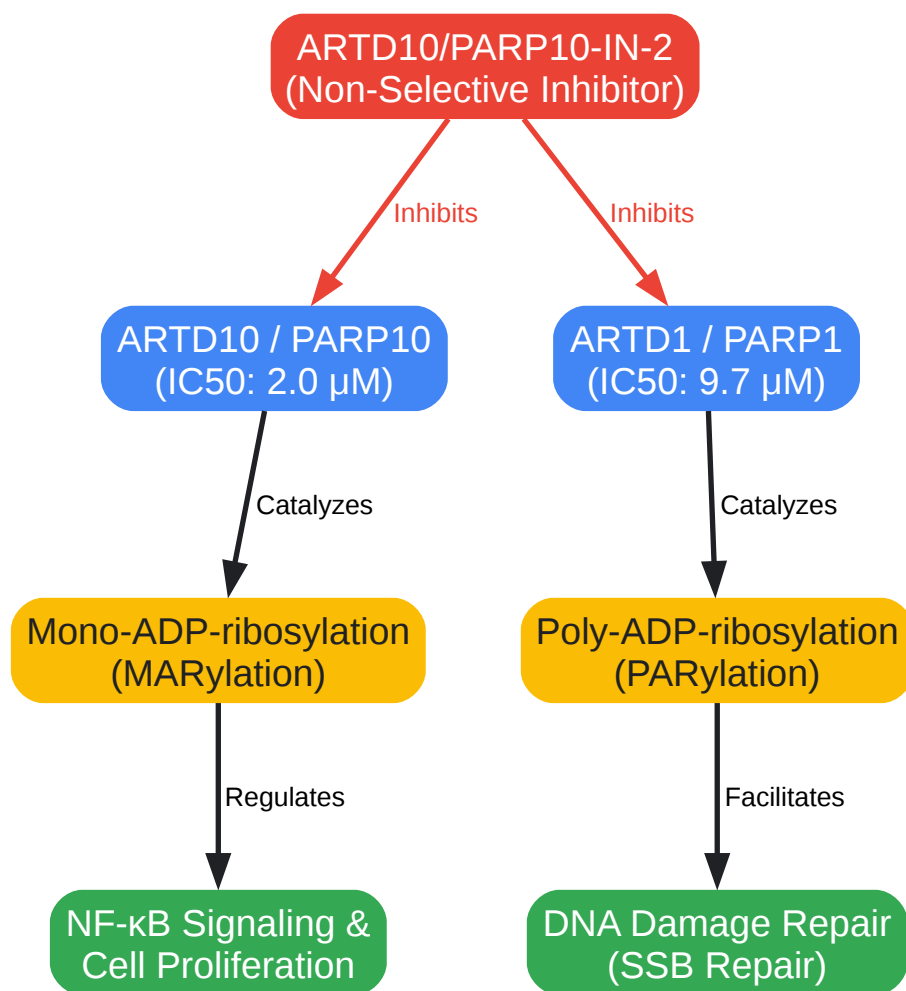 ARTD10/PARP10-IN-2
(Non-Selective Inhibitor)
Inhibits
Inhibits
ARTD10 / PARP10
(IC50: 2.0 μM)
ARTD1 / PARP1
(IC50: 9.7 μM)
Catalyzes
Catalyzes
Mono-ADP-ribosylation
(MARylation)
Poly-ADP-ribosylation
(PARylation)
Regulates
Facilitates
NF-κB Signaling &
Cell Proliferation
DNA Damage Repair
(SSB Repair)